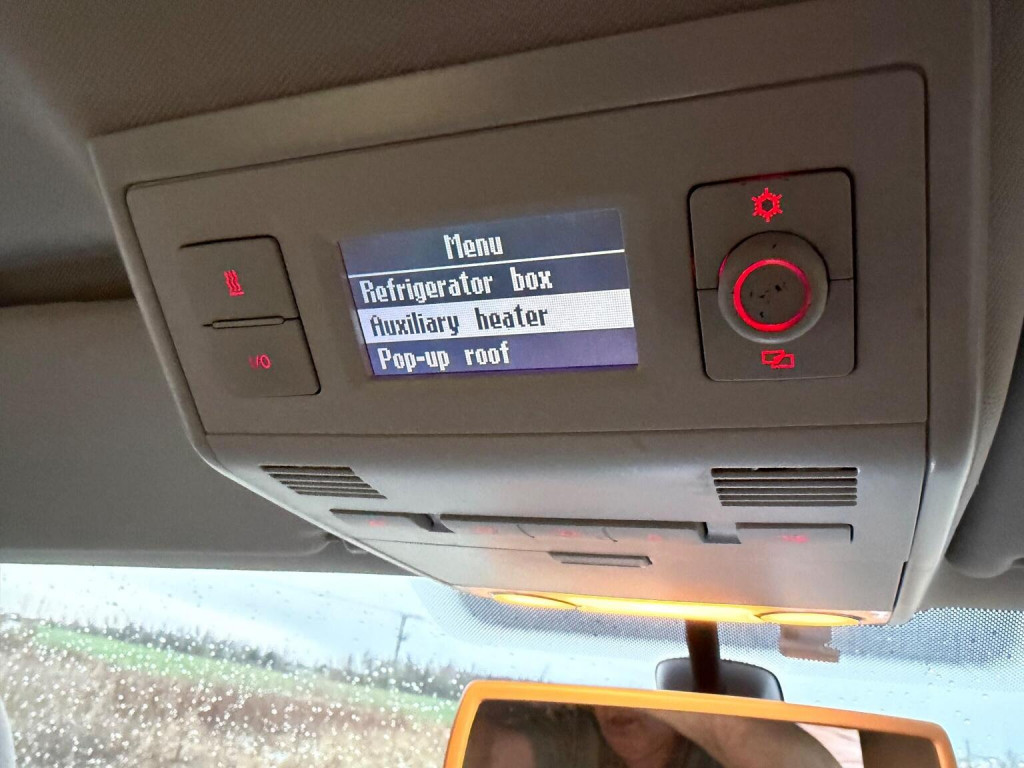 Menu
Refrigerator box
Auxiliary heater
Pop-up roof
I/O